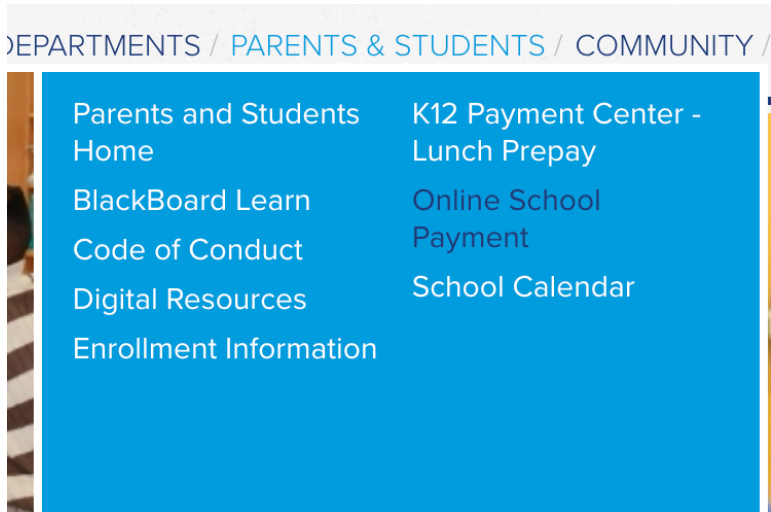 DEPARTMENTS / PARENTS & STUDENTS / COMMUNITY /
Parents and Students
Home
BlackBoard Learn
Code of Conduct
Digital Resources
Enrollment Information
K12 Payment Center -
Lunch Prepay
Online School
Payment
School Calendar